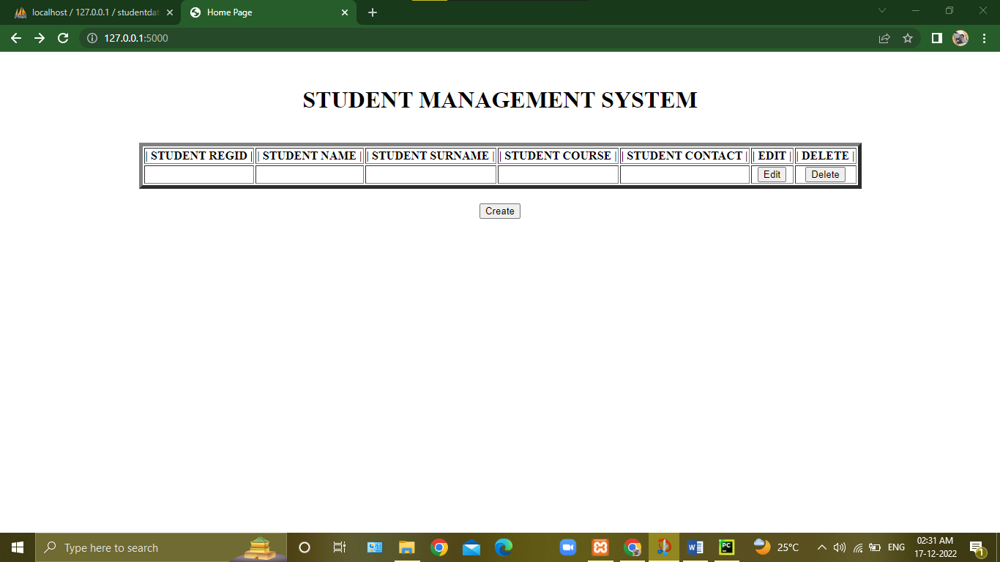 localhost / 127.0.0.1 / studentdat
Home Page
127.0.0.1:5000
STUDENT MANAGEMENT SYSTEM
| STUDENT REGID | | STUDENT NAME | | STUDENT SURNAME | | STUDENT COURSE | | STUDENT CONTACT | | EDIT | | DELETE |
Edit Delete
Create
Type here to search
25°C ENG 02:31 AM
17-12-2022
1